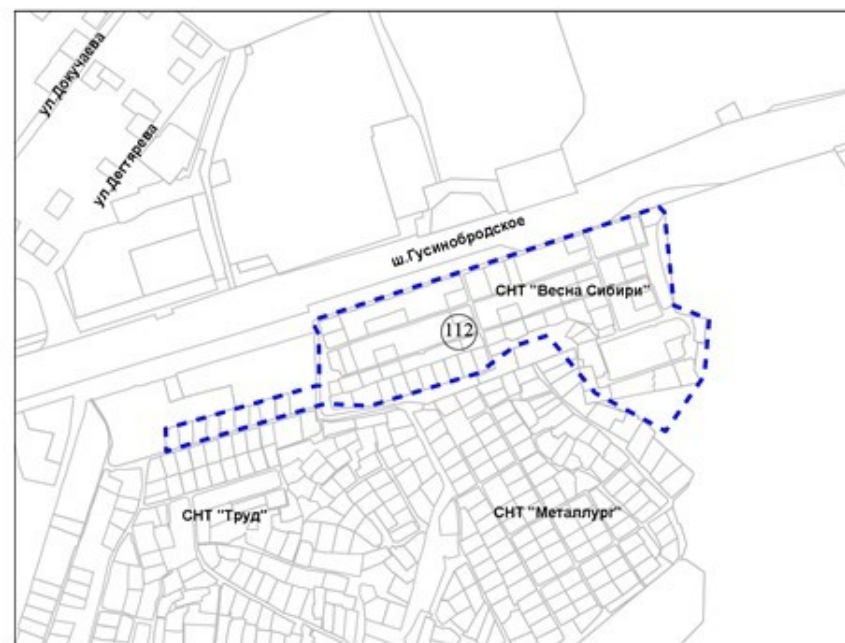 ул.Докучаева
ул.Дегтярева
ш.Гусинобродское
СНТ "Весна Сибири"
112
СНТ "Труд"
СНТ "Металлург"